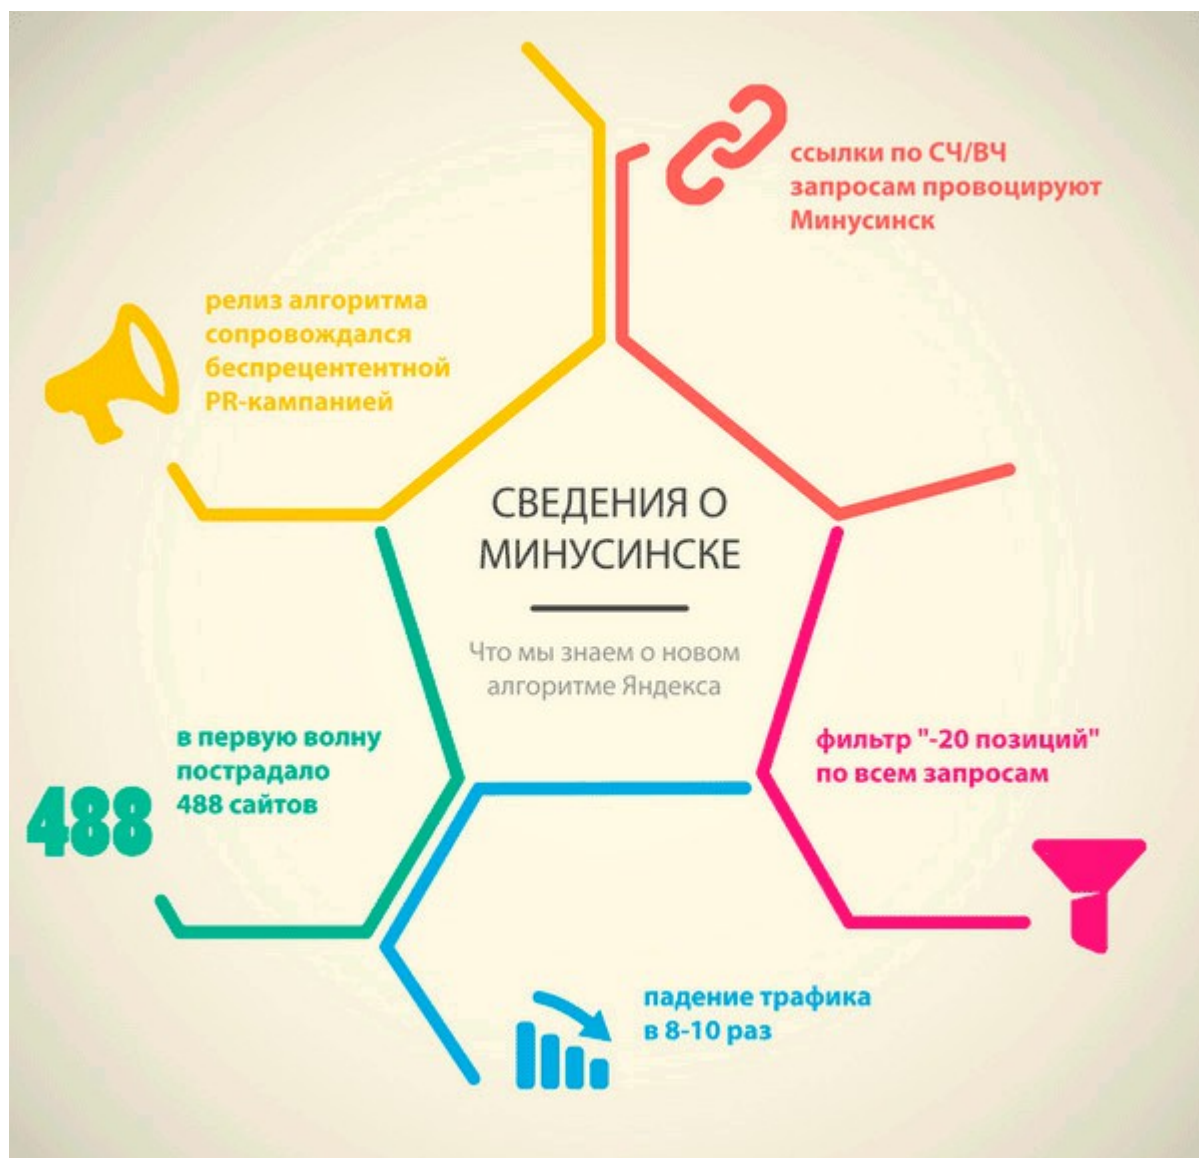 ссылки по СЧ/ВЧ
запросам провоцируют
Минусинск
релиз алгоритма
сопровождался
беспрецентентной
PR-кампанией
СВЕДЕНИЯ О
МИНУСИНСКЕ
Что мы знаем о новом
алгоритме Яндекса
в первую волну
пострадало
488 сайтов
488
фильтр "-20 позиций"
по всем запросам
падение трафика
в 8-10 раз